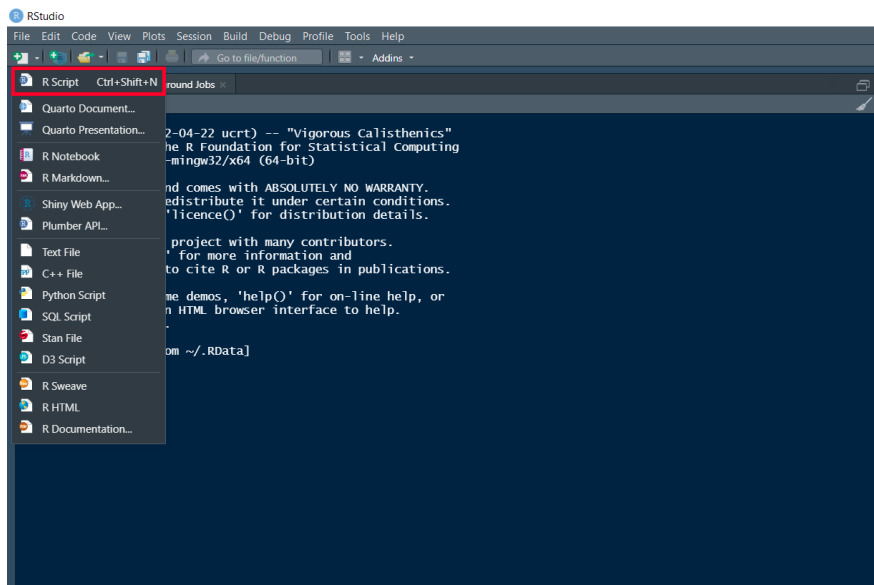 RStudio
File Edit Code View Plots Session Build Debug Profile Tools Help
Go to file/function Addins
R Script Ctrl+Shift+N
round Jobs ×
Quarto Document...
Quarto Presentation...
R Notebook
R Markdown...
Shiny Web App...
Plumber API...
Text File
C++ File
Python Script
SQL Script
Stan File
D3 Script
R Sweave
R HTML
R Documentation...
2-04-22 ucrt) -- "Vigorous Calisthenics"
he R Foundation for Statistical Computing
-mingw32/x64 (64-bit)
nd comes with ABSOLUTELY NO WARRANTY.
edistribute it under certain conditions.
'licence()' for distribution details.
project with many contributors.
' for more information and
to cite R or R packages in publications.
me demos, 'help()' for on-line help, or
n HTML browser interface to help.
.
om ~/.RData]